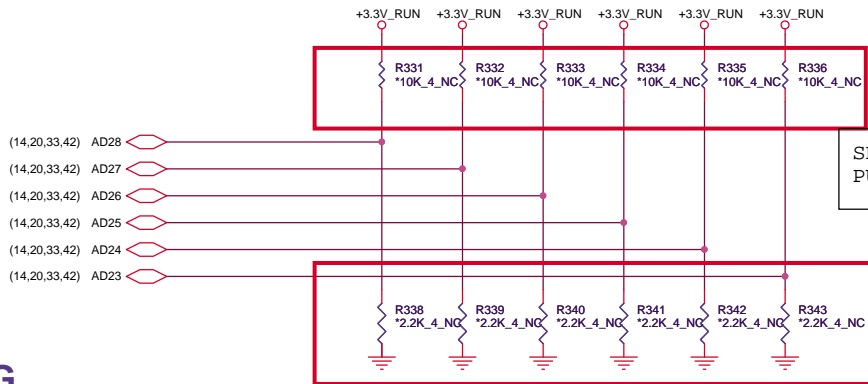 +3.3V_RUN +3.3V_RUN +3.3V_RUN +3.3V_RUN +3.3V_RUN +3.3V_RUN
R331 R332 R333 R334 R335 R336
*10K_4_NC *10K_4_NC *10K_4_NC *10K_4_NC *10K_4_NC *10K_4_NC
(14,20,33,42) AD28
(14,20,33,42) AD27
(14,20,33,42) AD26
(14,20,33,42) AD25
(14,20,33,42) AD24
(14,20,33,42) AD23
R338 R339 R340 R341 R342 R343
*2.2K_4_NC *2.2K_4_NC *2.2K_4_NC *2.2K_4_NC *2.2K_4_NC *2.2K_4_NC
G